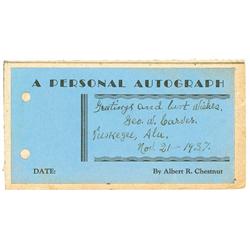 A PERSONAL AUTOGRAPH
Greetings and best wishes.
Geo. W. Carver.
Tuskegee, Ala.
Nov. 21 - 1937.
DATE: By Albert R. Chestnut